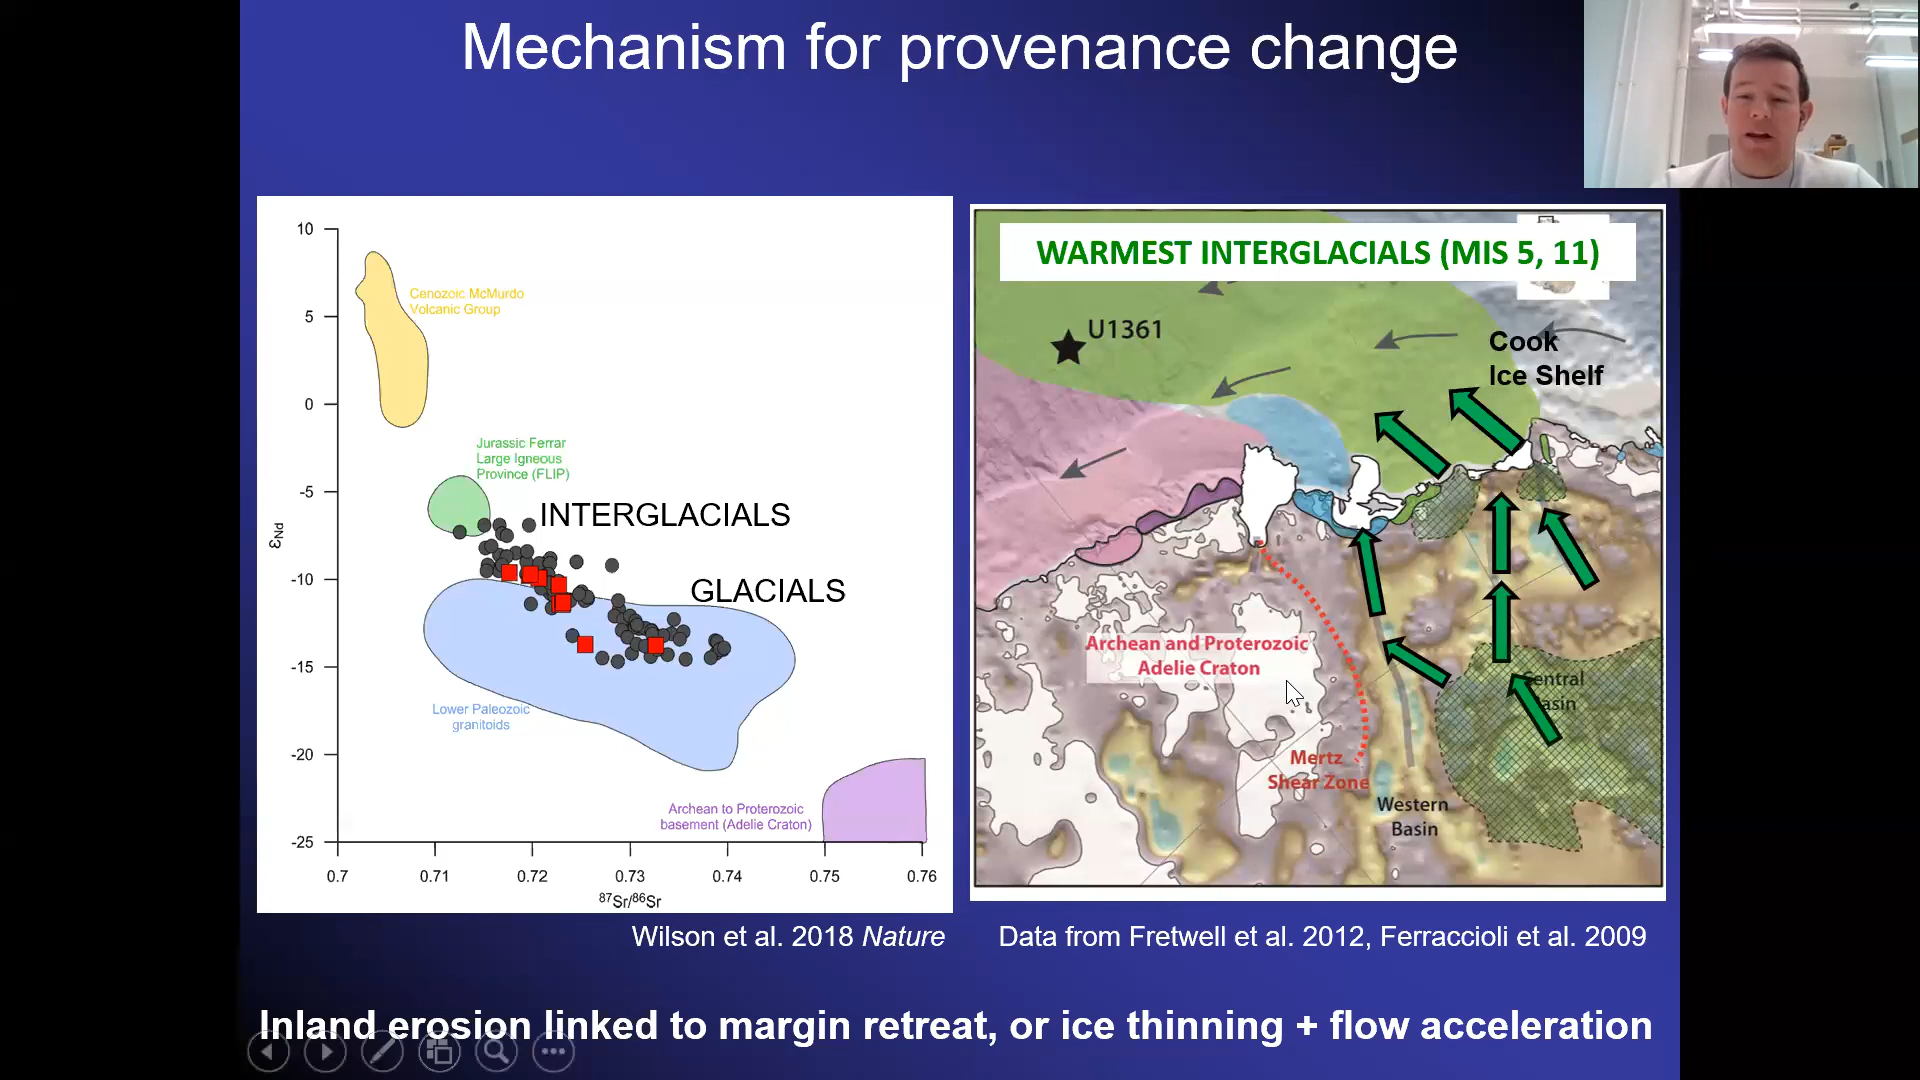 Mechanism for provenance change
10
5
0
-5
-10
-15
-20
-25
εNd
Cenozoic McMurdo
Volcanic Group
Jurassic Ferrar
Large Igneous
Province (FLIP)
INTERGLACIALS
GLACIALS
Lower Paleozoic
granitoids
Archean to Proterozoic
basement (Adelie Craton)
0.7
0.71
0.72
0.73
0.74
0.75
0.76
87Sr/86Sr
WARMEST INTERGLACIALS (MIS 5, 11)
U1361
Cook
Ice Shelf
Archean and Proterozoic
Adelie Craton
Mertz
Shear Zone
Western
Basin
Wilson et al. 2018 Nature
Data from Fretwell et al. 2012, Ferraccioli et al. 2009
Inland erosion linked to margin retreat, or ice thinning + flow acceleration